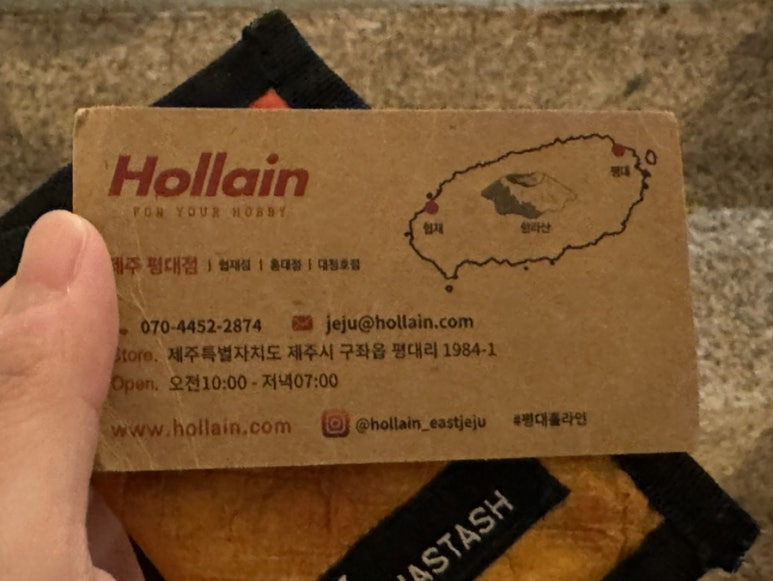 Hollain
FOR YOUR HOBBY
평대
협재
한라산
제주 평대점 | 협재점 | 홍대점 | 대정호림
070-4452-2874 jeju@hollain.com
Store. 제주특별자치도 제주시 구좌읍 평대리 1984-1
Open. 오전10:00 - 저녁07:00
www.hollain.com @hollain_eastjeju #평대홀라인